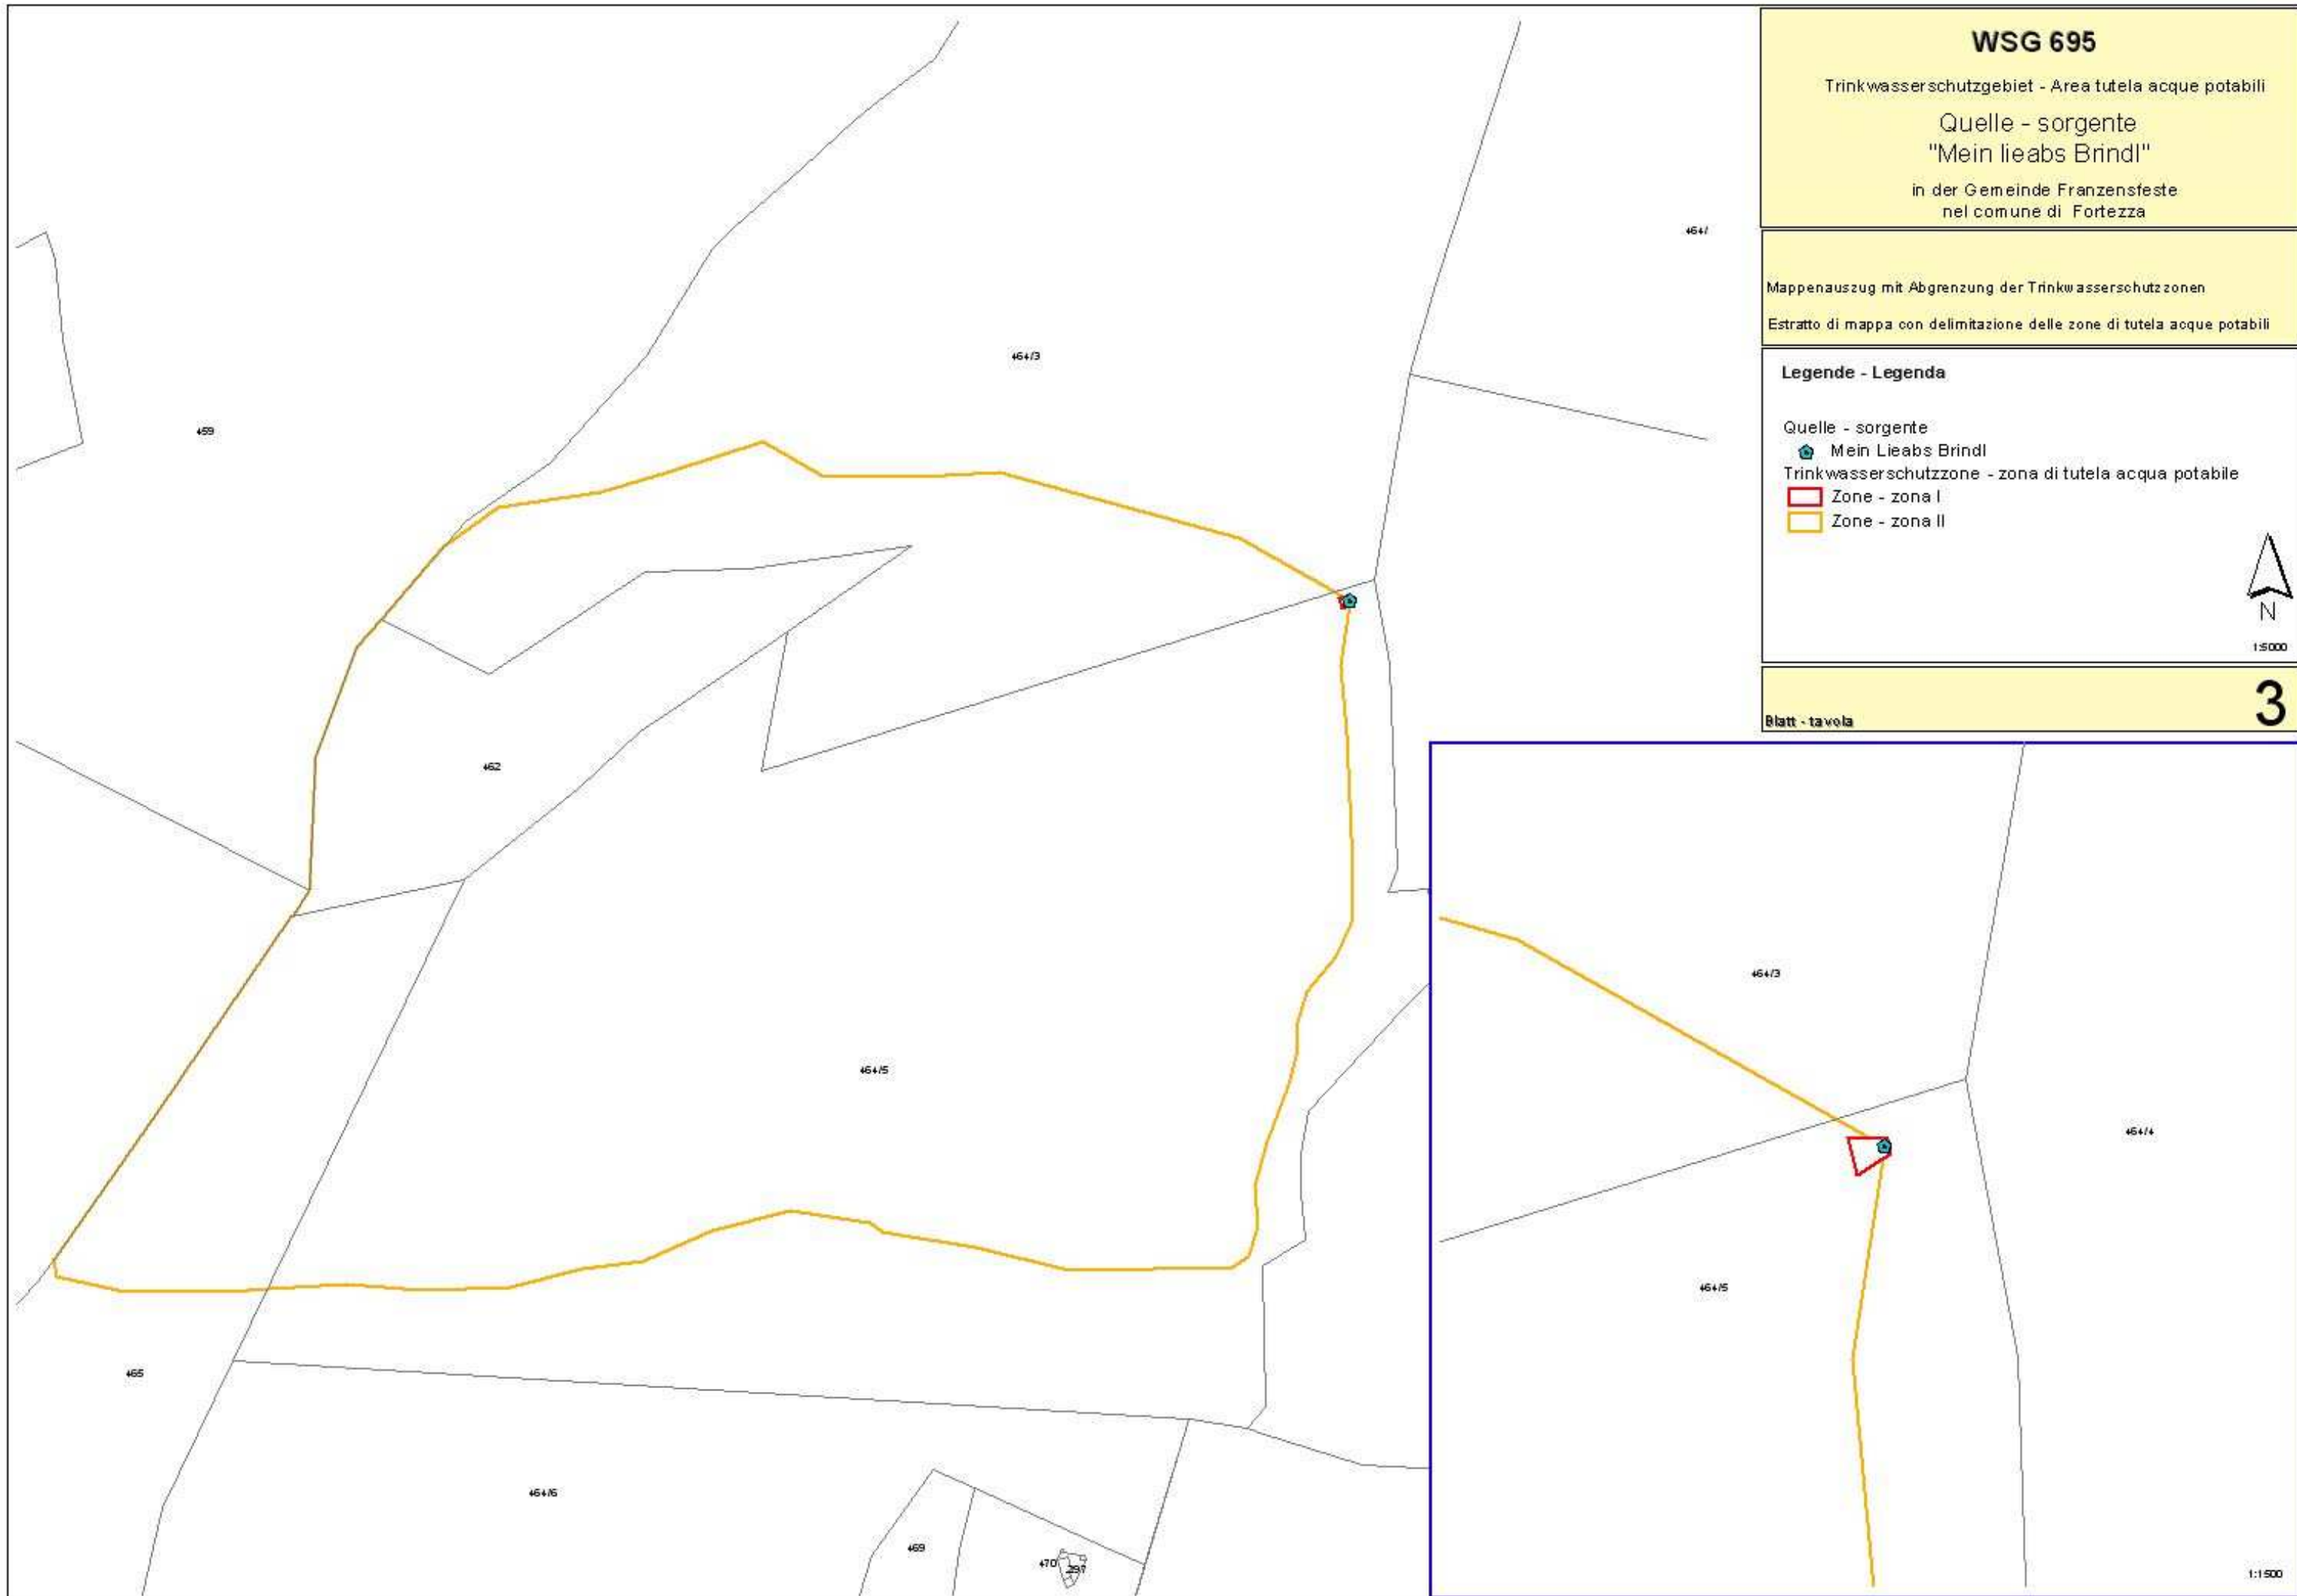 WSG 695
Trinkwasserschutzgebiet - Area tutela acque potabili
Quelle - sorgente
"Mein lieabs Brindl"
in der Gemeinde Franzensfeste
nel comune di Fortezza
Mappenauszug mit Abgrenzung der Trinkwasserschutzzonen
Estratto di mappa con delimitazione delle zone di tutela acque potabili
Legende - Legenda
Quelle - sorgente
Mein Lieabs Brindl
Trinkwasserschutzzone - zona di tutela acqua potabile
Zone - zona I
Zone - zona II
N
1:5000
Blatt - tavola
3
464/
464/3
459
462
464/5
465
464/6
469
470
297
464/3
464/4
464/5
1:1500